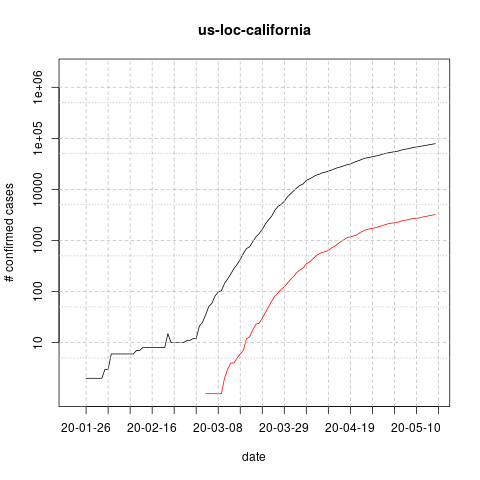 us-loc-california
# confirmed cases
1e+06
1e+05
10000
1000
100
10
20-01-26 20-02-16 20-03-08 20-03-29 20-04-19 20-05-10
date